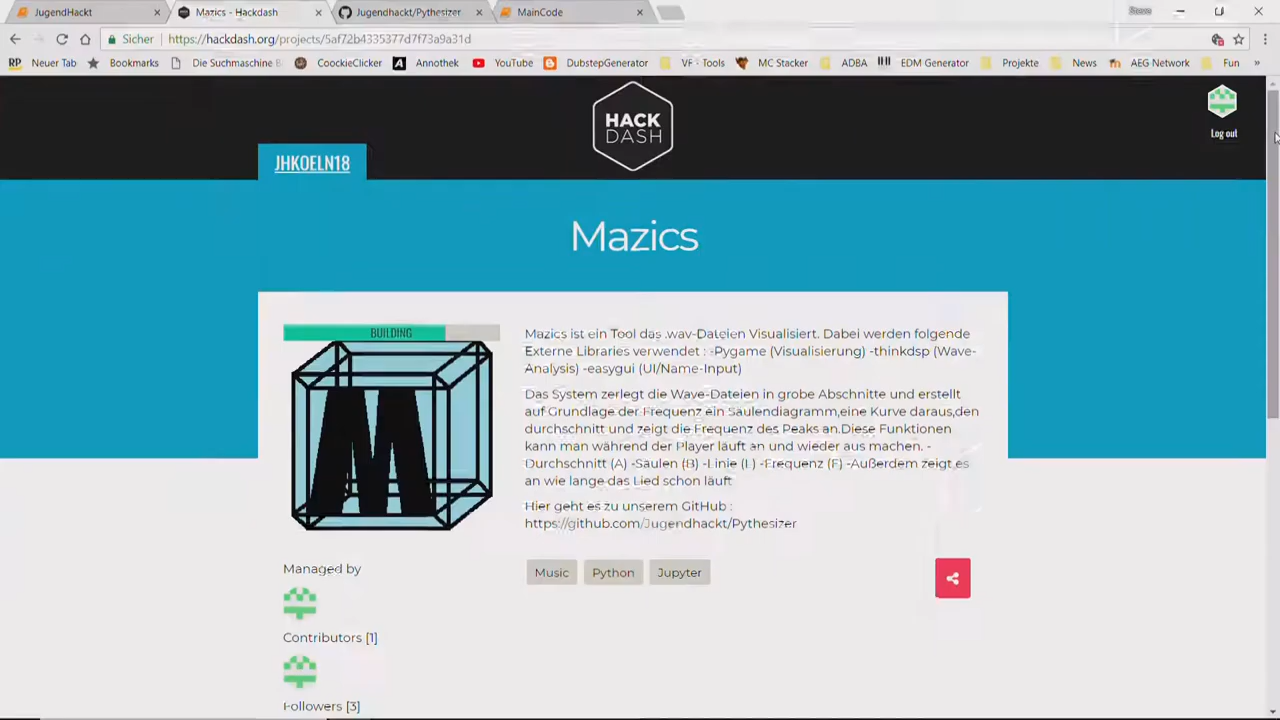 JugendHackt
Mazics - Hackdash
Jugendhackt/Pythesizer
MainCode
Steve
Sicher
https://hackdash.org/projects/5af72b4335377d7f73a9a31d
RP Neuer Tab Bookmarks Die Suchmaschine CoockieClicker A Annothek YouTube DubstepGenerator VF - Tools MC Stacker ADBA EDM Generator Projekte News AEG Network Fun »
HACK
DASH
Log out
JHKOELN18
Mazics
BUILDING
M
Mazics ist ein Tool das .wav-Dateien Visualisiert. Dabei werden folgende
Externe Libraries verwendet : -Pygame (Visualisierung) -thinkdsp (Wave-
Analysis) -easygui (UI/Name-Input)
Das System zerlegt die Wave-Dateien in grobe Abschnitte und erstellt
auf Grundlage der Frequenz ein Säulendiagramm,eine Kurve daraus,den
durchschnitt und zeigt die Frequenz des Peaks an.Diese Funktionen
kann man während der Player läuft an und wieder aus machen. -
Durchschnitt (A) -Säulen (B) -Linie (L) -Frequenz (F) -Außerdem zeigt es
an wie lange das Lied schon läuft
Hier geht es zu unserem GitHub :
https://github.com/Jugendhackt/Pythesizer
Music
Python
Jupyter
Managed by
Contributors [1]
Followers [3]